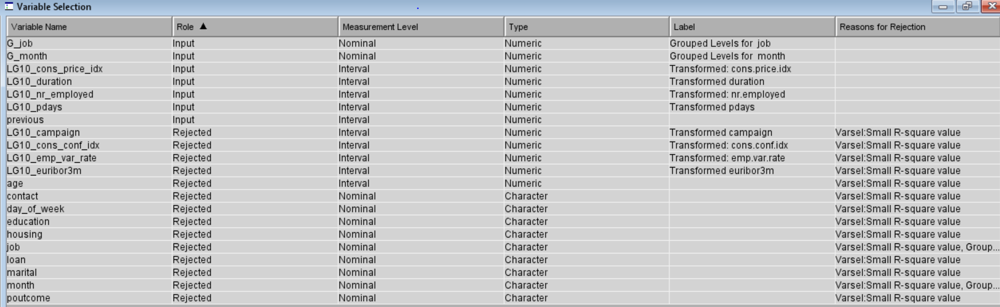 Variable Selection
Variable Name Role ▲ Measurement Level Type Label Reasons for Rejection
G_job Input Nominal Numeric Grouped Levels for  job
G_month Input Nominal Numeric Grouped Levels for  month
LG10_cons_price_idx Input Interval Numeric Transformed: cons.price.idx
LG10_duration Input Interval Numeric Transformed duration
LG10_nr_employed Input Interval Numeric Transformed: nr.employed
LG10_pdays Input Interval Numeric Transformed pdays
previous Input Interval Numeric
LG10_campaign Rejected Interval Numeric Transformed campaign Varsel:Small R-square value
LG10_cons_conf_idx Rejected Interval Numeric Transformed: cons.conf.idx Varsel:Small R-square value
LG10_emp_var_rate Rejected Interval Numeric Transformed: emp.var.rate Varsel:Small R-square value
LG10_euribor3m Rejected Interval Numeric Transformed euribor3m Varsel:Small R-square value
age Rejected Interval Numeric Varsel:Small R-square value
contact Rejected Nominal Character Varsel:Small R-square value
day_of_week Rejected Nominal Character Varsel:Small R-square value
education Rejected Nominal Character Varsel:Small R-square value
housing Rejected Nominal Character Varsel:Small R-square value
job Rejected Nominal Character Varsel:Small R-square value, Group...
loan Rejected Nominal Character Varsel:Small R-square value
marital Rejected Nominal Character Varsel:Small R-square value
month Rejected Nominal Character Varsel:Small R-square value, Group...
poutcome Rejected Nominal Character Varsel:Small R-square value